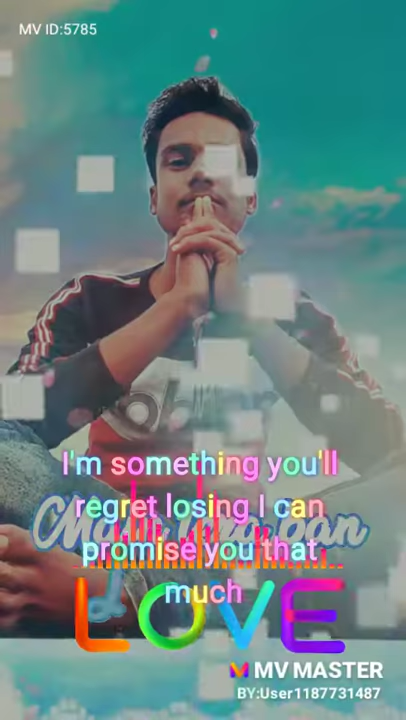 MV ID:5785
I'm something you'll
regret losing I can
promise you that
much
LOVE
MV MASTER
BY:User1187731487